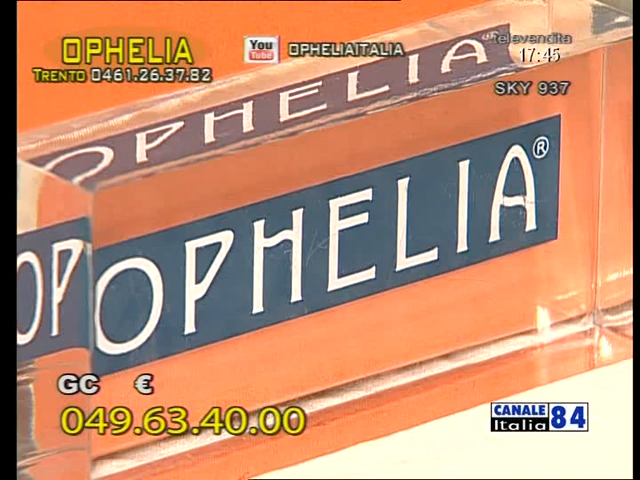 OPHELIA
TRENTO 0461.26.37.82
You Tube OPHELIAITALIA
Televendita
17:45
SKY 937
OPHELIA®
OPHELIA®
OP
GC €
049.63.40.00
CANALE 84
Italia